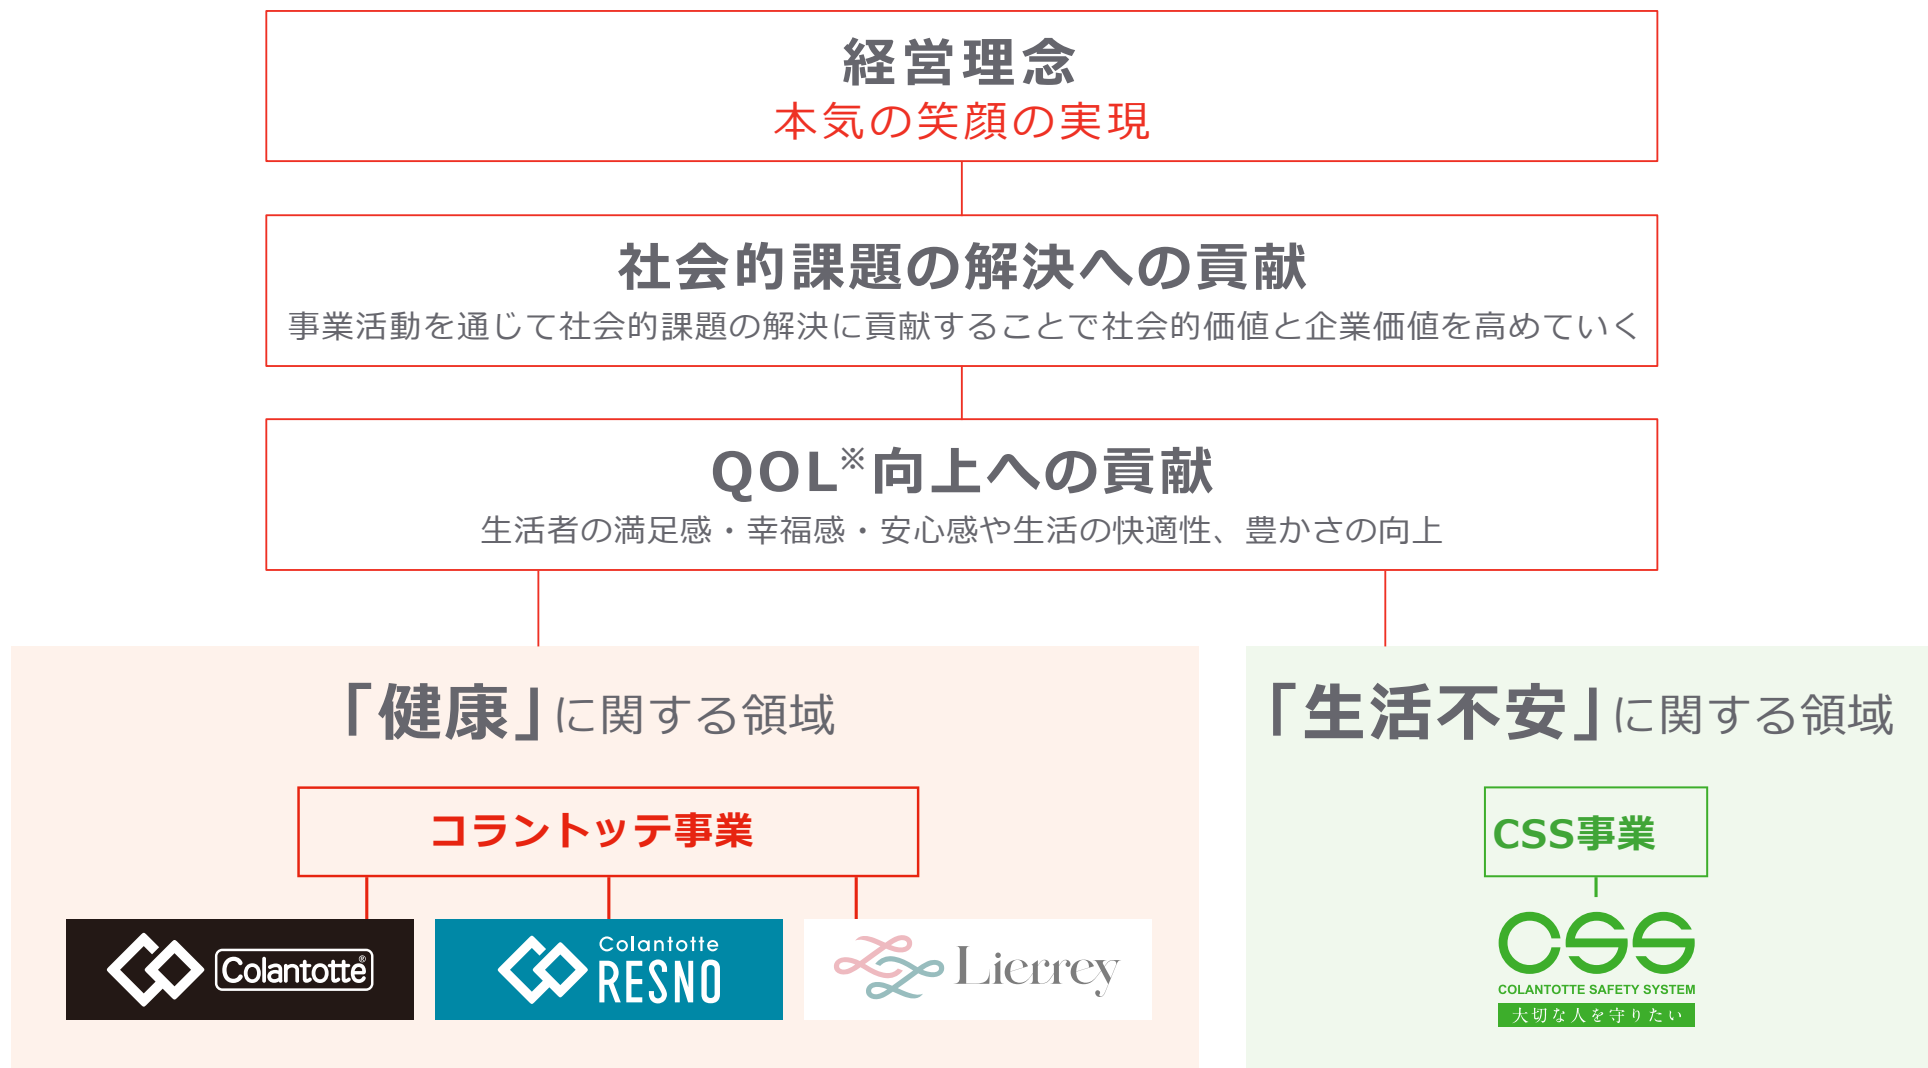 経営理念
本気の笑顔の実現
社会的課題の解決への貢献
事業活動を通じて社会的課題の解決に貢献することで社会的価値と企業価値を高めていく
QOL※向上への貢献
生活者の満足感・幸福感・安心感や生活の快適性、豊かさの向上
「健康」に関する領域
コラントッテ事業
Colantotte®
Colantotte
RESNO
Lierrey
「生活不安」に関する領域
CSS事業
CSS
COLANTOTTE SAFETY SYSTEM
大切な人を守りたい